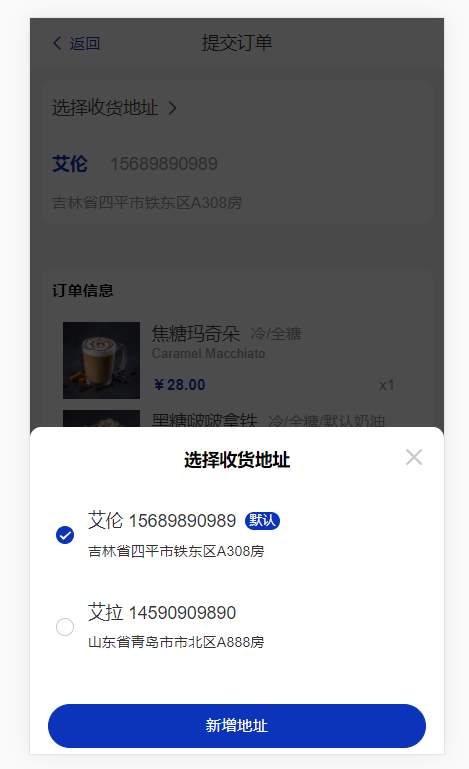 返回
提交订单
选择收货地址
艾伦 15689890989
吉林省四平市铁东区A308房
订单信息
焦糖玛奇朵 冷/全糖
Caramel Macchiato
￥28.00 x1
黑糖啵啵拿铁 冷/全糖/默认奶油
选择收货地址
艾伦 15689890989 默认
吉林省四平市铁东区A308房
艾拉 14590909890
山东省青岛市市北区A888房
新增地址